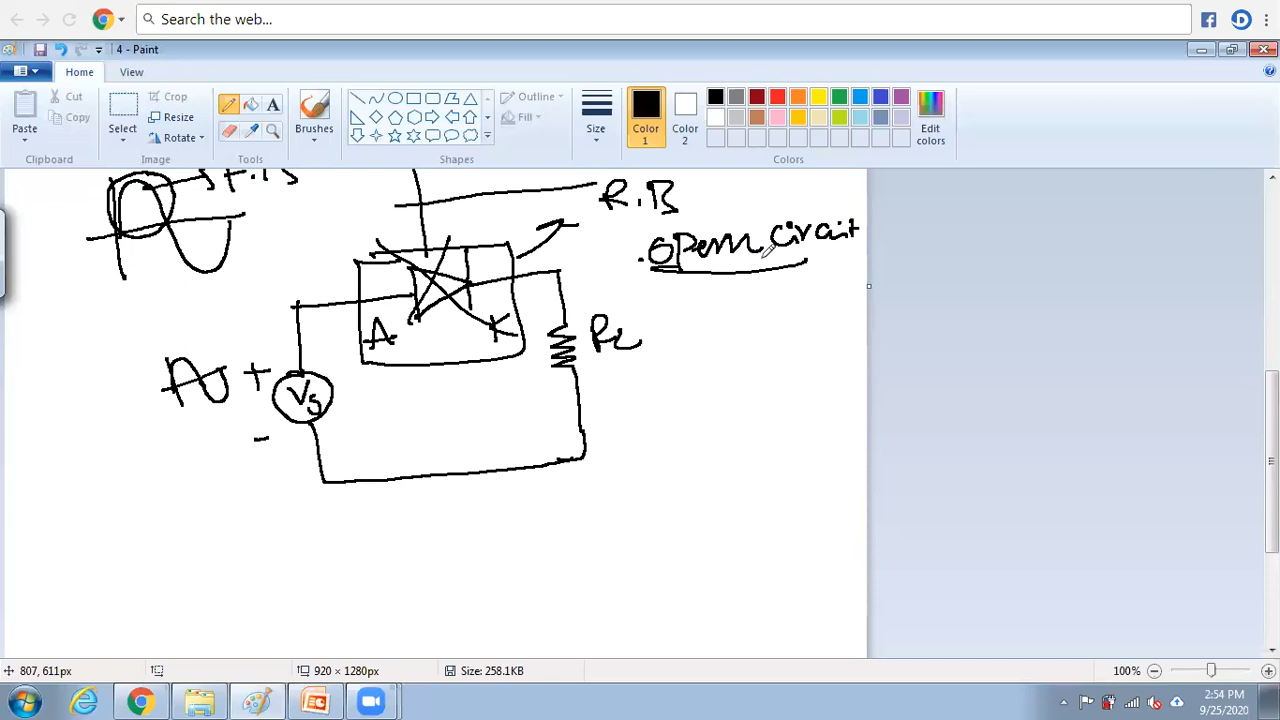 Search the web...
4 - Paint
Home View
Paste
Cut
Copy
Clipboard
Select
Crop
Resize
Rotate
Image
A
Tools
Brushes
Shapes
Outline
Fill
Size
Color 1
Color 2
Colors
Edit colors
F.B
R.B
.Open Circuit
A K
RL
+
Vs
-
807, 611px
920 × 1280px
Size: 258.1KB
100%
2:54 PM
9/25/2020